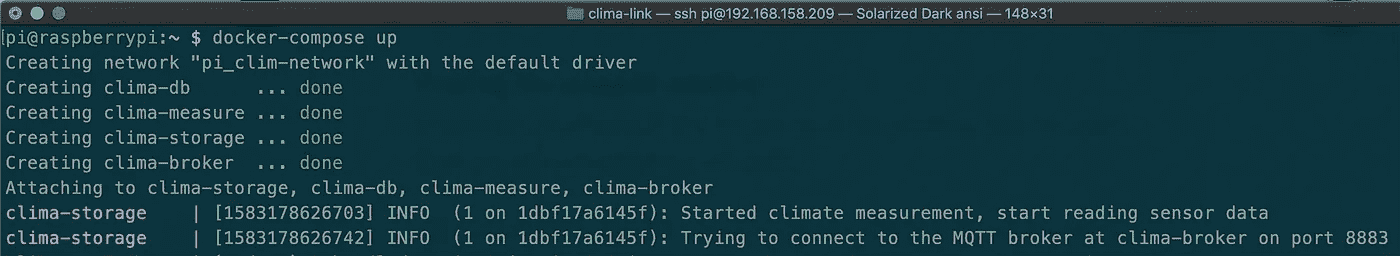 clima-link — ssh pi@192.168.158.209 — Solarized Dark ansi — 148×31
[pi@raspberrypi:~ $ docker-compose up
Creating network "pi_clim-network" with the default driver
Creating clima-db      ... done
Creating clima-measure ... done
Creating clima-storage ... done
Creating clima-broker  ... done
Attaching to clima-storage, clima-db, clima-measure, clima-broker
clima-storage    | [1583178626703] INFO  (1 on 1dbf17a6145f): Started climate measurement, start reading sensor data
clima-storage    | [1583178626742] INFO  (1 on 1dbf17a6145f): Trying to connect to the MQTT broker at clima-broker on port 8883